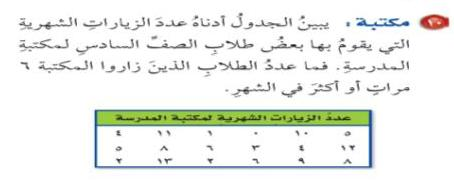 ٢٠ مكتبة : يبينُ الجدولُ أدناهُ عددَ الزياراتِ الشهريةِ
التي يقومُ بها بعضُ طلابِ الصفِّ السادسِ لمكتبةِ
المدرسةِ. فما عددُ الطلابِ الذينَ زاروا المكتبةَ ٦
مراتٍ أو أكثرَ في الشهرِ.
عددُ الزيارات الشهرية لمكتبة المدرسة
٥ ١٠ ٠ ١ ١١ ٤
١٢ ٤ ٣ ٦ ٨ ٥
٨ ٩ ٦ ٢ ١٣ ٢